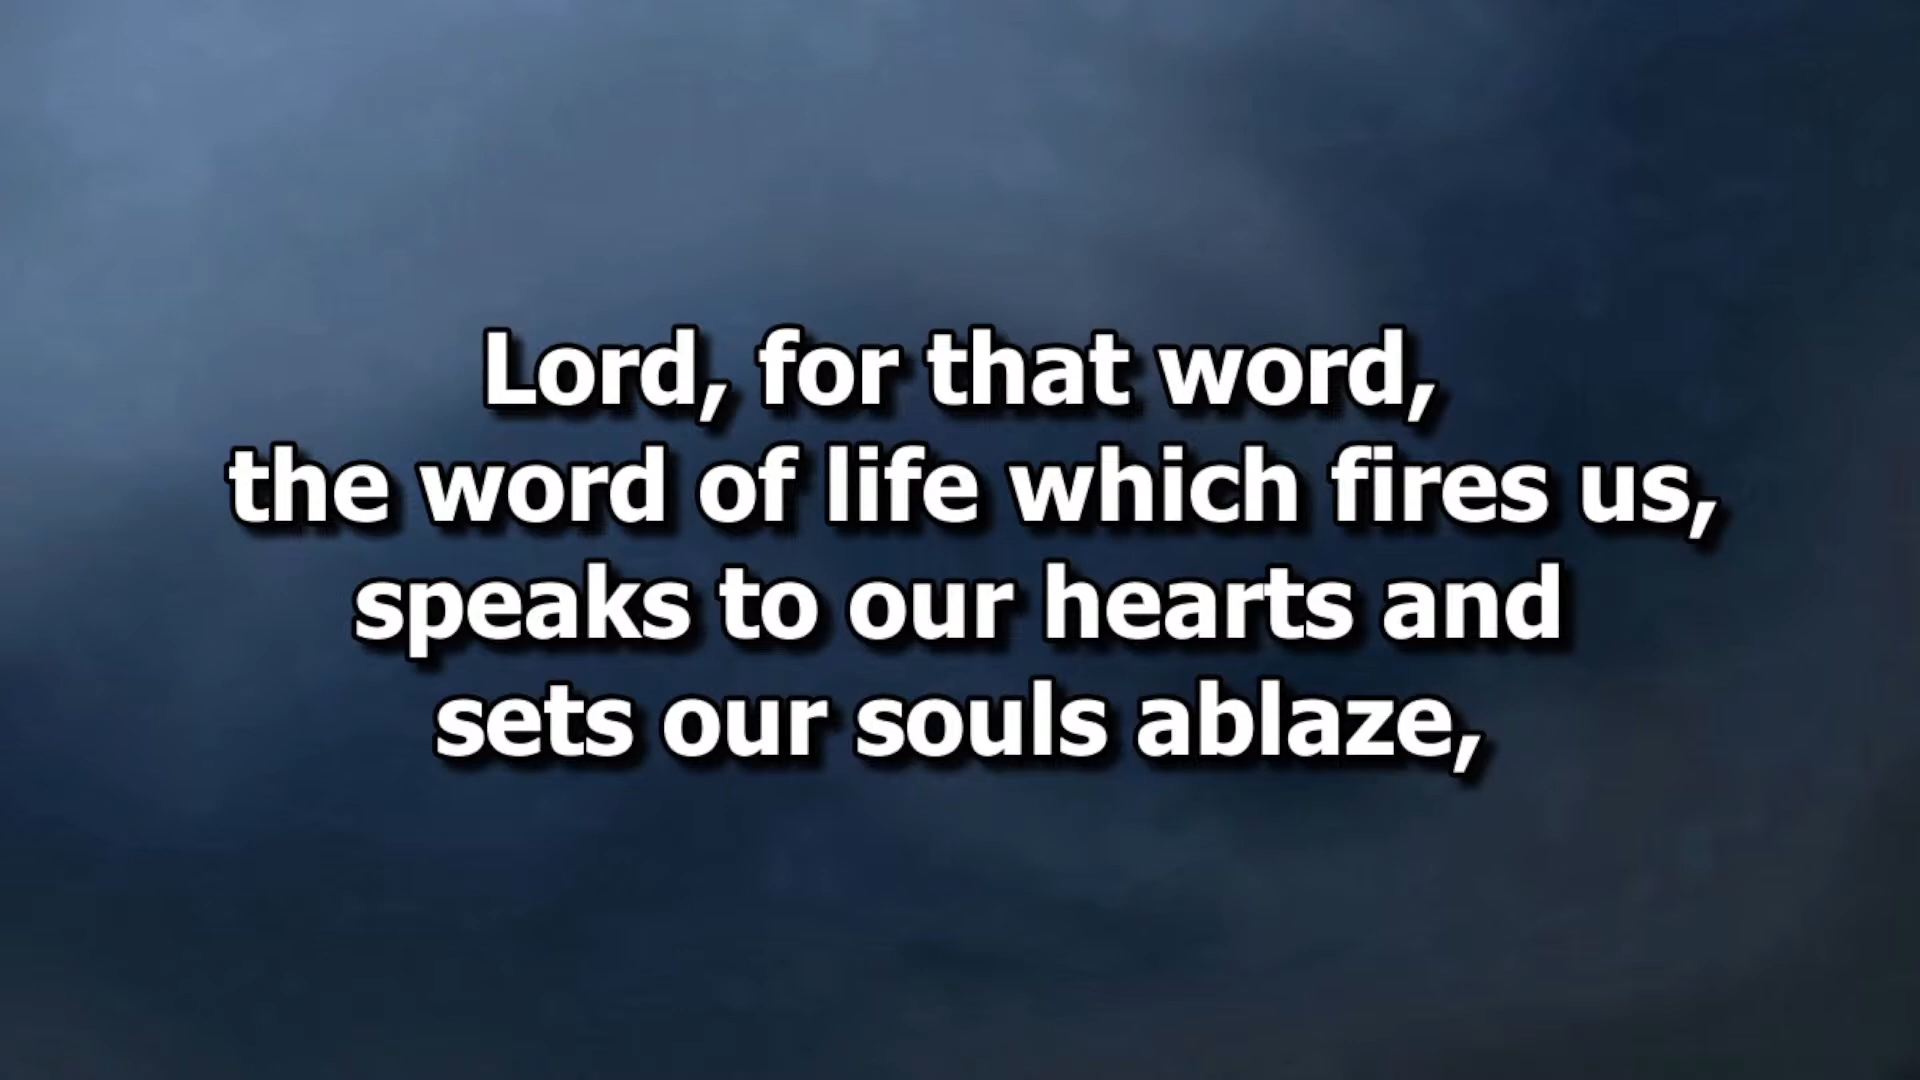 Lord, for that word,
the word of life which fires us,
speaks to our hearts and
sets our souls ablaze,